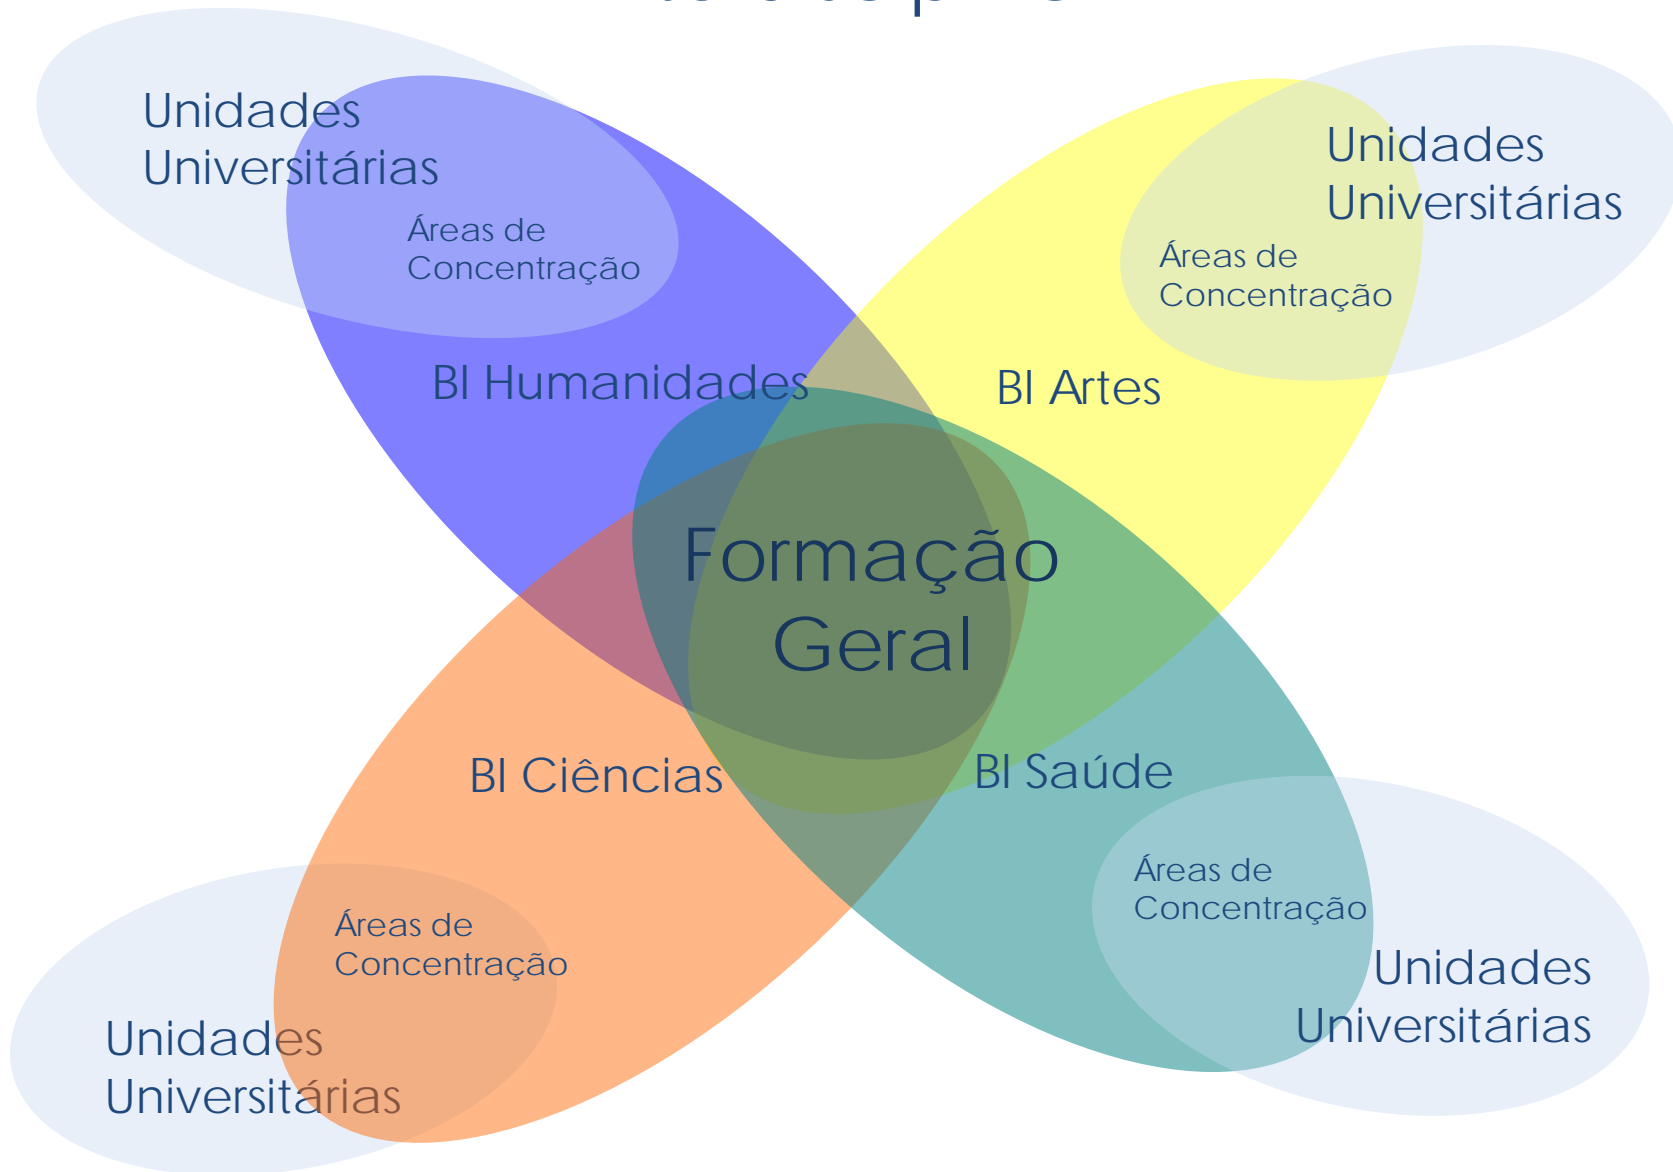 Unidades
Universitárias
Áreas de
Concentração
BI Humanidades
Unidades
Universitárias
Áreas de
Concentração
BI Artes
Formação
Geral
BI Ciências
Áreas de
Concentração
Unidades
Universitárias
BI Saúde
Áreas de
Concentração
Unidades
Universitárias